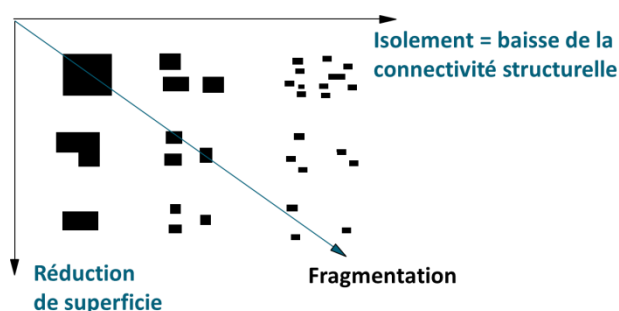 Isolement = baisse de la
connectivité structurelle
Réduction
de superficie
Fragmentation